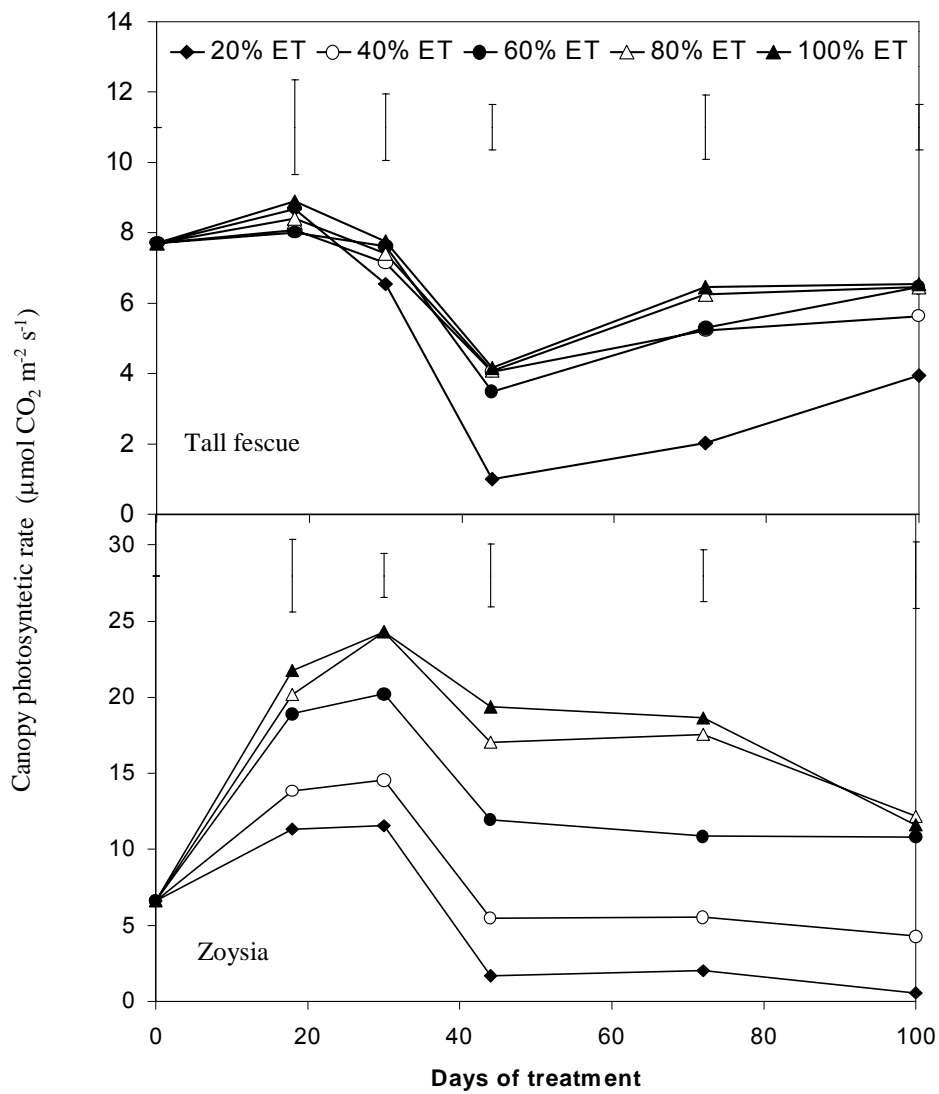 14
20% ET 40% ET 60% ET 80% ET 100% ET
12
10
8
6
4
2
0
Tall fescue
Canopy photosyntetic rate (µmol CO₂ m⁻² s⁻¹)
30
25
20
15
10
5
0
Zoysia
0 20 40 60 80 100
Days of treatment